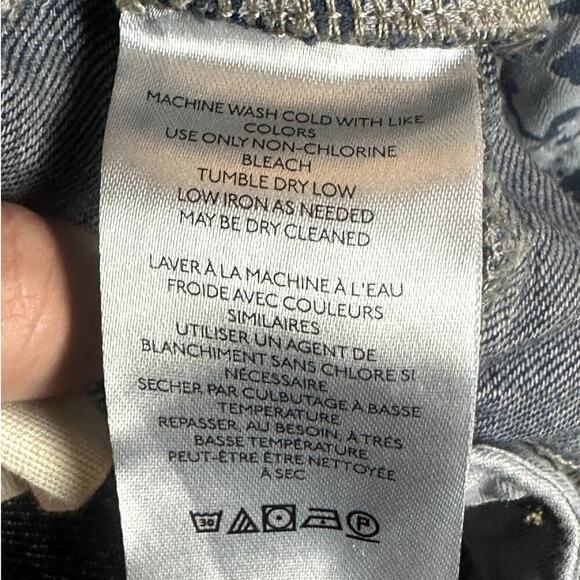 MACHINE WASH COLD WITH LIKE
COLORS
USE ONLY NON-CHLORINE
BLEACH
TUMBLE DRY LOW
LOW IRON AS NEEDED
MAY BE DRY CLEANED
LAVER À LA MACHINE À L'EAU
FROIDE AVEC COULEURS
SIMILAIRES
UTILISER UN AGENT DE
BLANCHIMENT SANS CHLORE SI
NÉCESSAIRE
SECHER PAR CULBUTAGE À BASSE
TEMPERATURE
REPASSER, AU BESOIN, À TRÈS
BASSE TEMPÉRATURE
PEUT-ÊTRE ÊTRE NETTOYÉE
À SEC
30 P